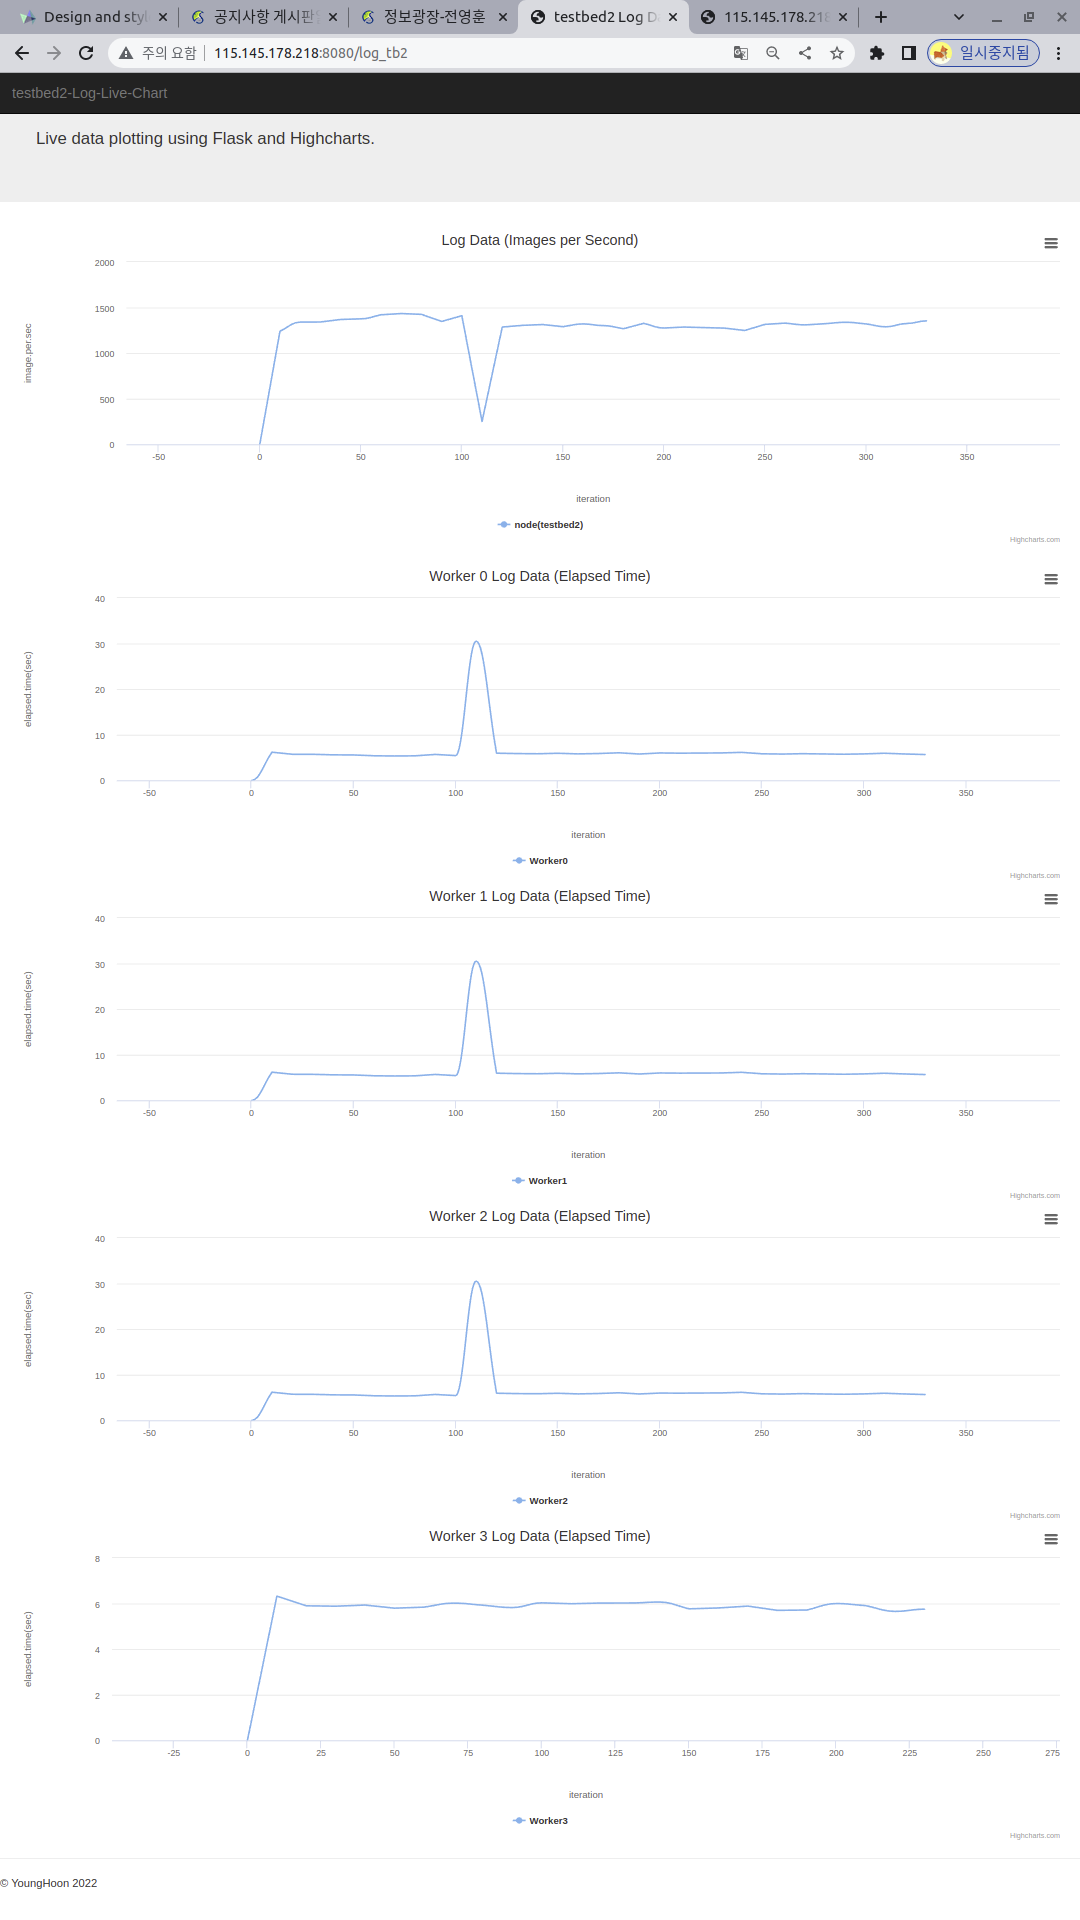 Design and sty
공지사항 게시판
정보광장-전영훈
testbed2 Log D
115.145.178.218
주의 요함
115.145.178.218:8080/log_tb2
일시중지됨
testbed2-Log-Live-Chart
Live data plotting using Flask and Highcharts.
Log Data (Images per Second)
image.per.sec
2000
1500
1000
500
0
-50 0 50 100 150 200 250 300 350
iteration
node(testbed2)
Highcharts.com
Worker 0 Log Data (Elapsed Time)
elapsed.time(sec)
40
30
20
10
0
-50 0 50 100 150 200 250 300 350
iteration
Worker0
Highcharts.com
Worker 1 Log Data (Elapsed Time)
elapsed.time(sec)
40
30
20
10
0
-50 0 50 100 150 200 250 300 350
iteration
Worker1
Highcharts.com
Worker 2 Log Data (Elapsed Time)
elapsed.time(sec)
40
30
20
10
0
-50 0 50 100 150 200 250 300 350
iteration
Worker2
Highcharts.com
Worker 3 Log Data (Elapsed Time)
elapsed.time(sec)
8
6
4
2
0
-25 0 25 50 75 100 125 150 175 200 225 250 275
iteration
Worker3
Highcharts.com
© YoungHoon 2022